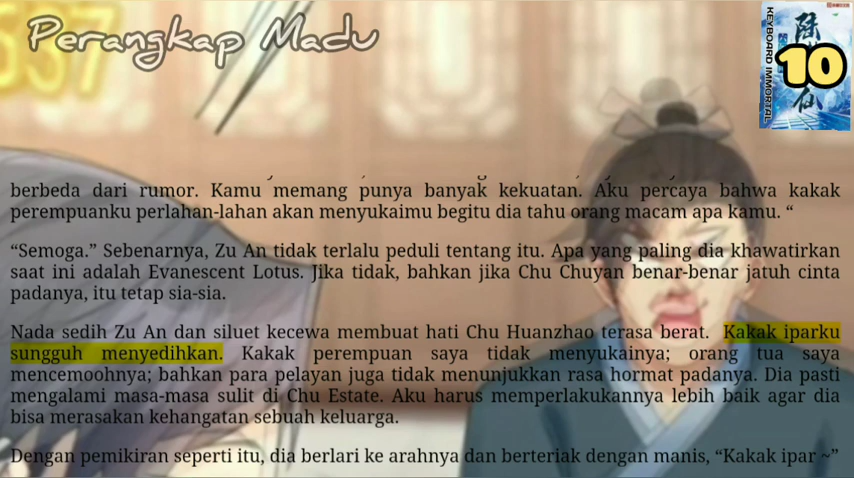 537
Perangkap Madu
KEYBOARD IMMORTAL
10
berbeda dari rumor. Kamu memang punya banyak kekuatan. Aku percaya bahwa kakak
perempuanku perlahan-lahan akan menyukaimu begitu dia tahu orang macam apa kamu. “
“Semoga.” Sebenarnya, Zu An tidak terlalu peduli tentang itu. Apa yang paling dia khawatirkan
saat ini adalah Evanescent Lotus. Jika tidak, bahkan jika Chu Chuyan benar-benar jatuh cinta
padanya, itu tetap sia-sia.
Nada sedih Zu An dan siluet kecewa membuat hati Chu Huanzhao terasa berat. Kakak iparku
sungguh menyedihkan. Kakak perempuan saya tidak menyukainya; orang tua saya
mencemoohnya; bahkan para pelayan juga tidak menunjukkan rasa hormat padanya. Dia pasti
mengalami masa-masa sulit di Chu Estate. Aku harus memperlakukannya lebih baik agar dia
bisa merasakan kehangatan sebuah keluarga.
Dengan pemikiran seperti itu, dia berlari ke arahnya dan berteriak dengan manis, “Kakak ipar ~”